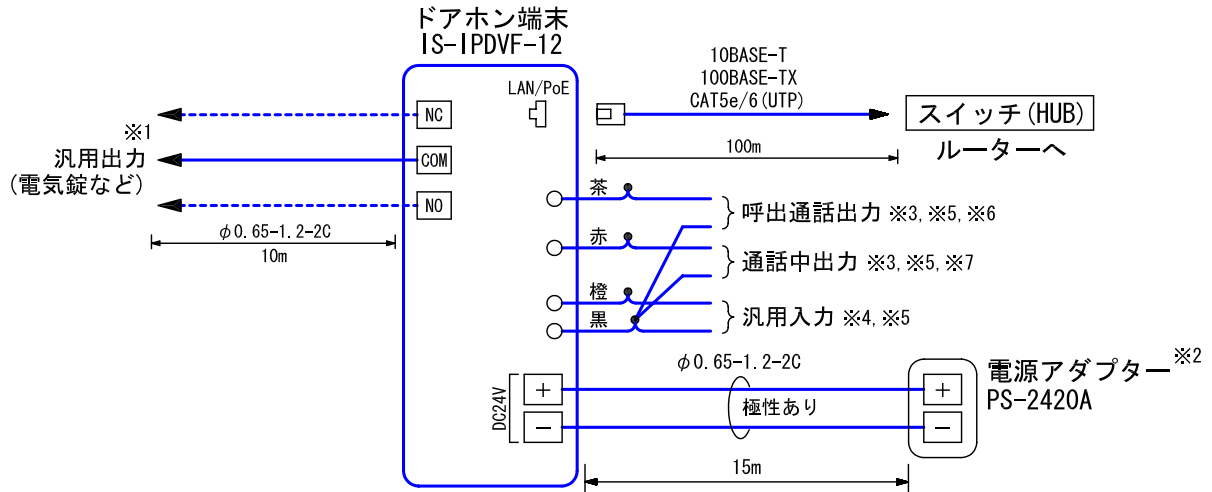 ドアホン端末
IS-IPDVF-12
LAN/PoE
NC
COM
NO
※1
汎用出力
(電気錠など)
φ0.65-1.2-2C
10m
10BASE-T
100BASE-TX
CAT5e/6(UTP)
スイッチ(HUB)
ルーターへ
100m
茶
呼出通話出力 ※3,※5,※6
赤
通話中出力 ※3,※5,※7
橙
黒
汎用入力 ※4,※5
DC24V
+
−
φ0.65-1.2-2C
極性あり
15m
+
−
電源アダプター※2
PS-2420A